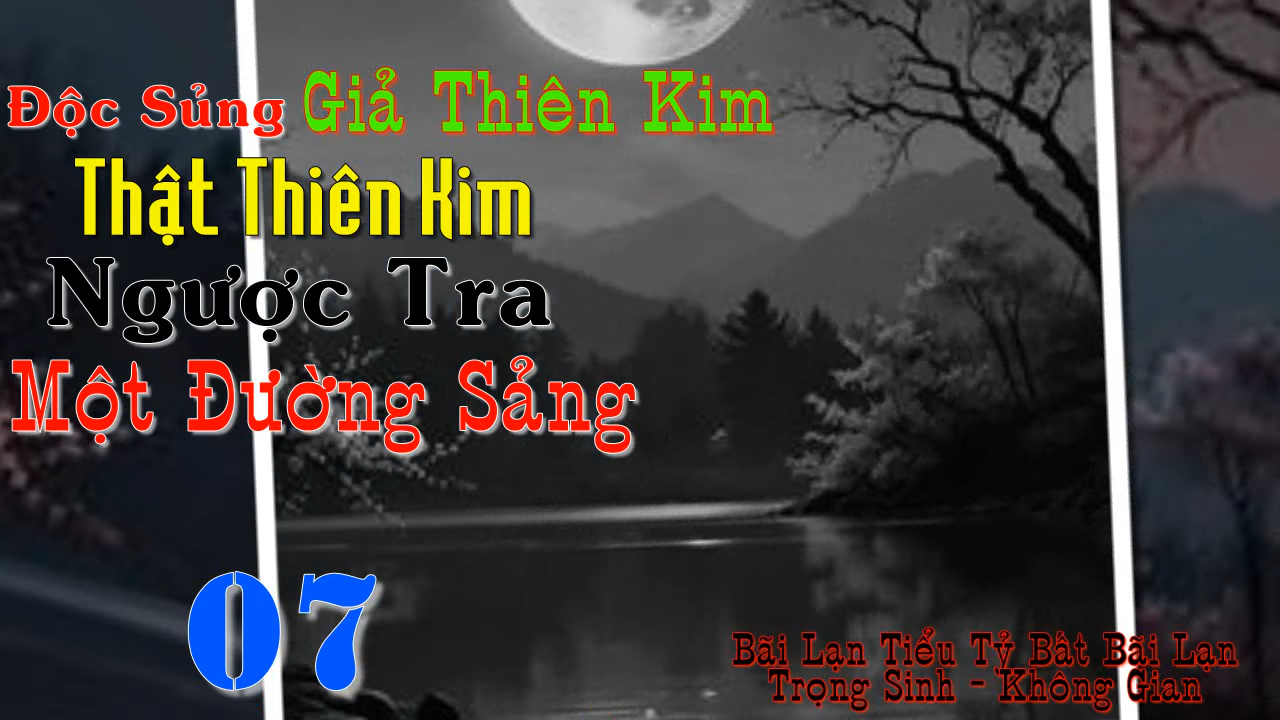 Độc Sủng Giả Thiên Kim
Thật Thiên Kim
Ngược Tra
Một Đường Sảng
07
Bãi Lạn Tiểu Tỷ Bất Bãi Lạn
Trọng Sinh - Không Gian